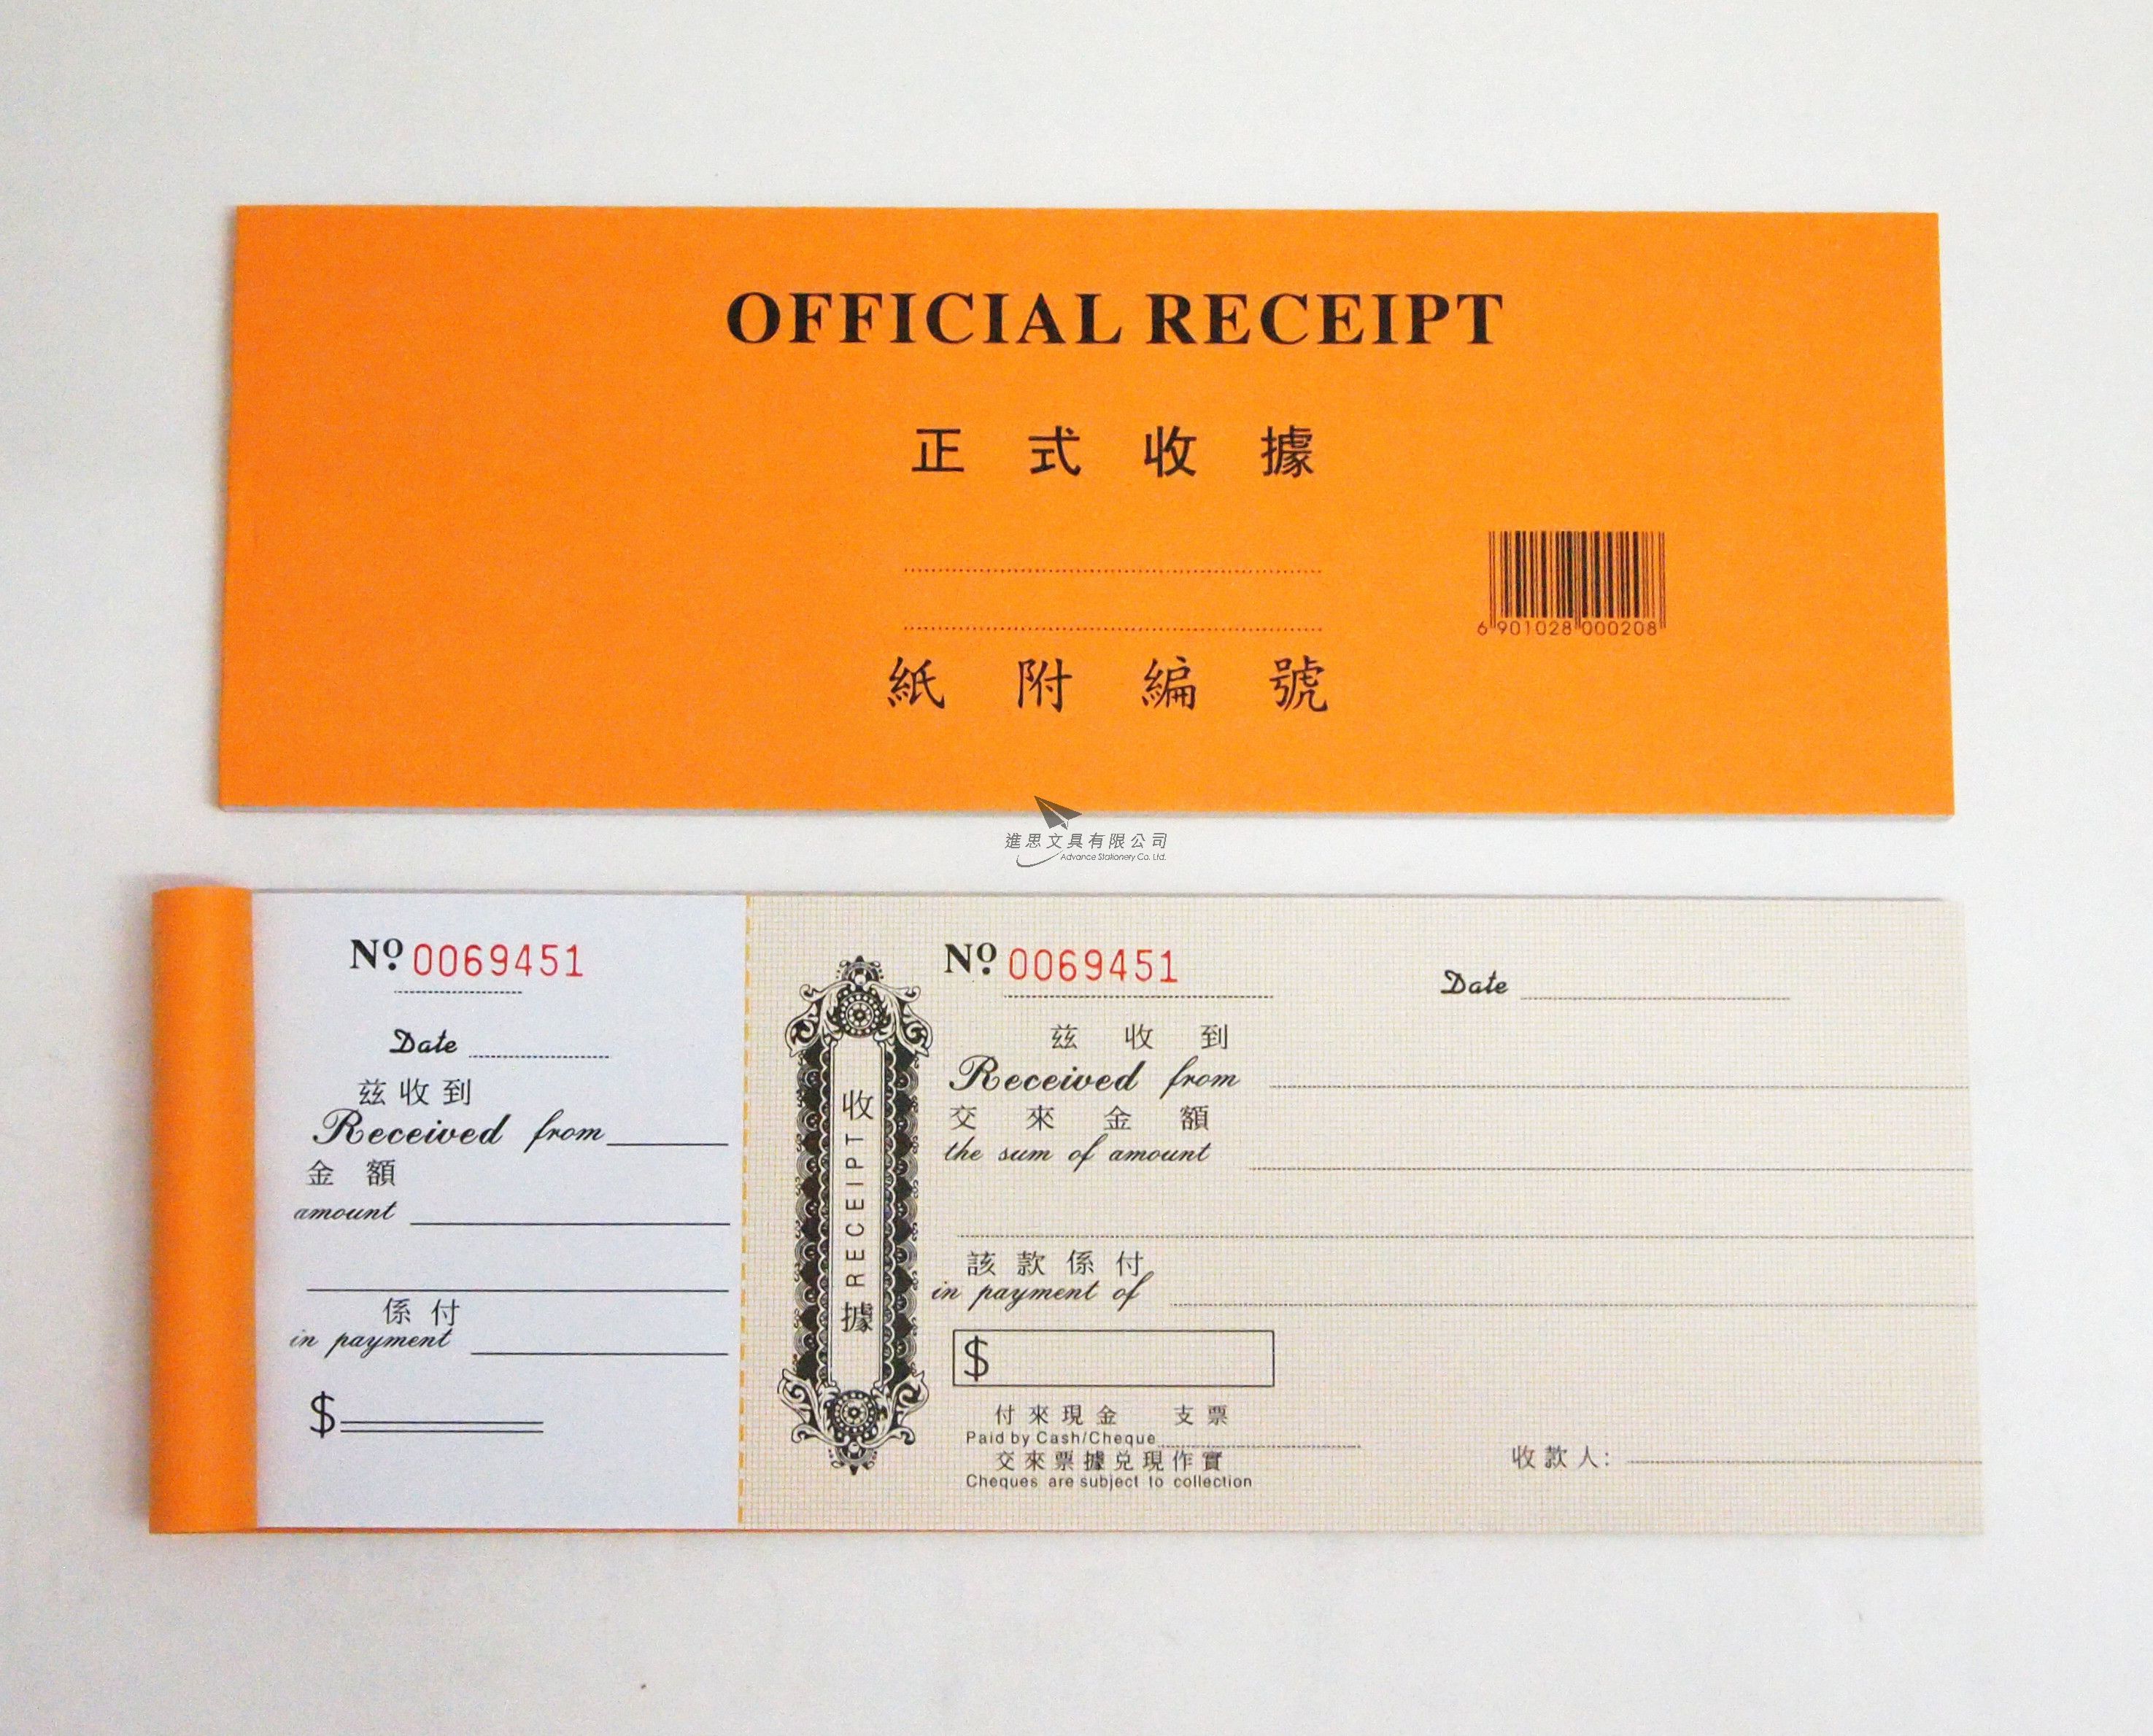 OFFICIAL RECEIPT
正式收據
6 901028 000208
紙附編號
進思文具有限公司
Advance Stationery Co. Ltd.
Nº 0069451
Date
茲收到
Received from
金額
amount
係付
in payment
$
收 RECEIPT 據
Nº 0069451
Date
茲收到
Received from
交來金額
the sum of amount
該款係付
in payment of
$
付來現金 支票
Paid by Cash/Cheque
交來票據兌現作實
Cheques are subject to collection
收款人: